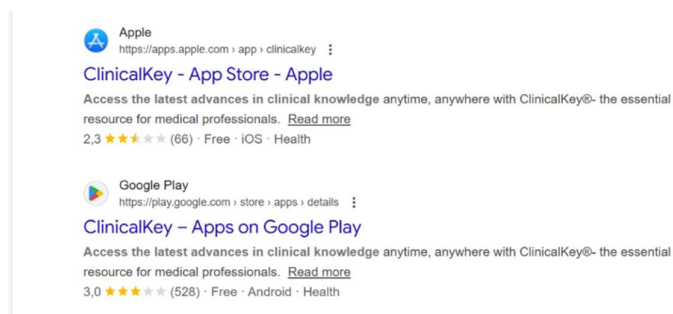 Apple
https://apps.apple.com › app › clinicalkey
ClinicalKey - App Store - Apple
Access the latest advances in clinical knowledge anytime, anywhere with ClinicalKey®- the essential
resource for medical professionals. Read more
2,3 ★★★★★ (66) · Free · iOS · Health
Google Play
https://play.google.com › store › apps › details
ClinicalKey – Apps on Google Play
Access the latest advances in clinical knowledge anytime, anywhere with ClinicalKey®- the essential
resource for medical professionals. Read more
3,0 ★★★★★ (528) · Free · Android · Health